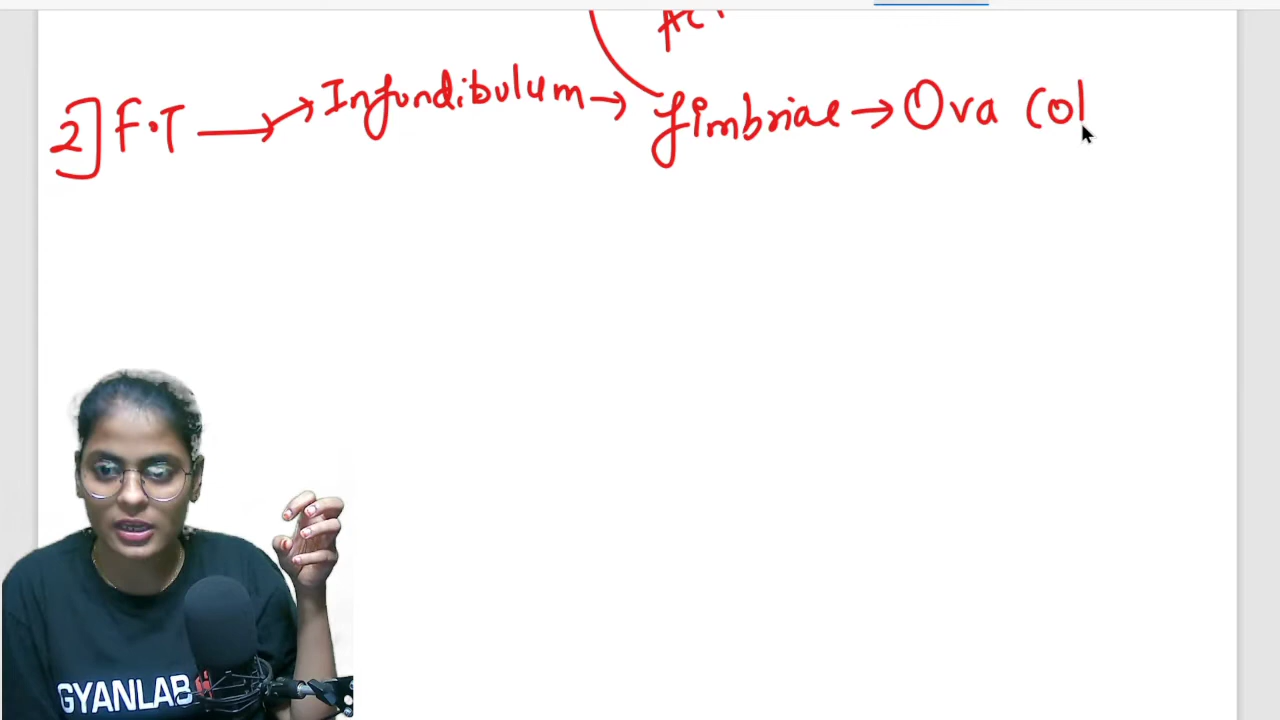 2] F.T → → Infundibulum → fimbriae → Ova Col
GYANLAB